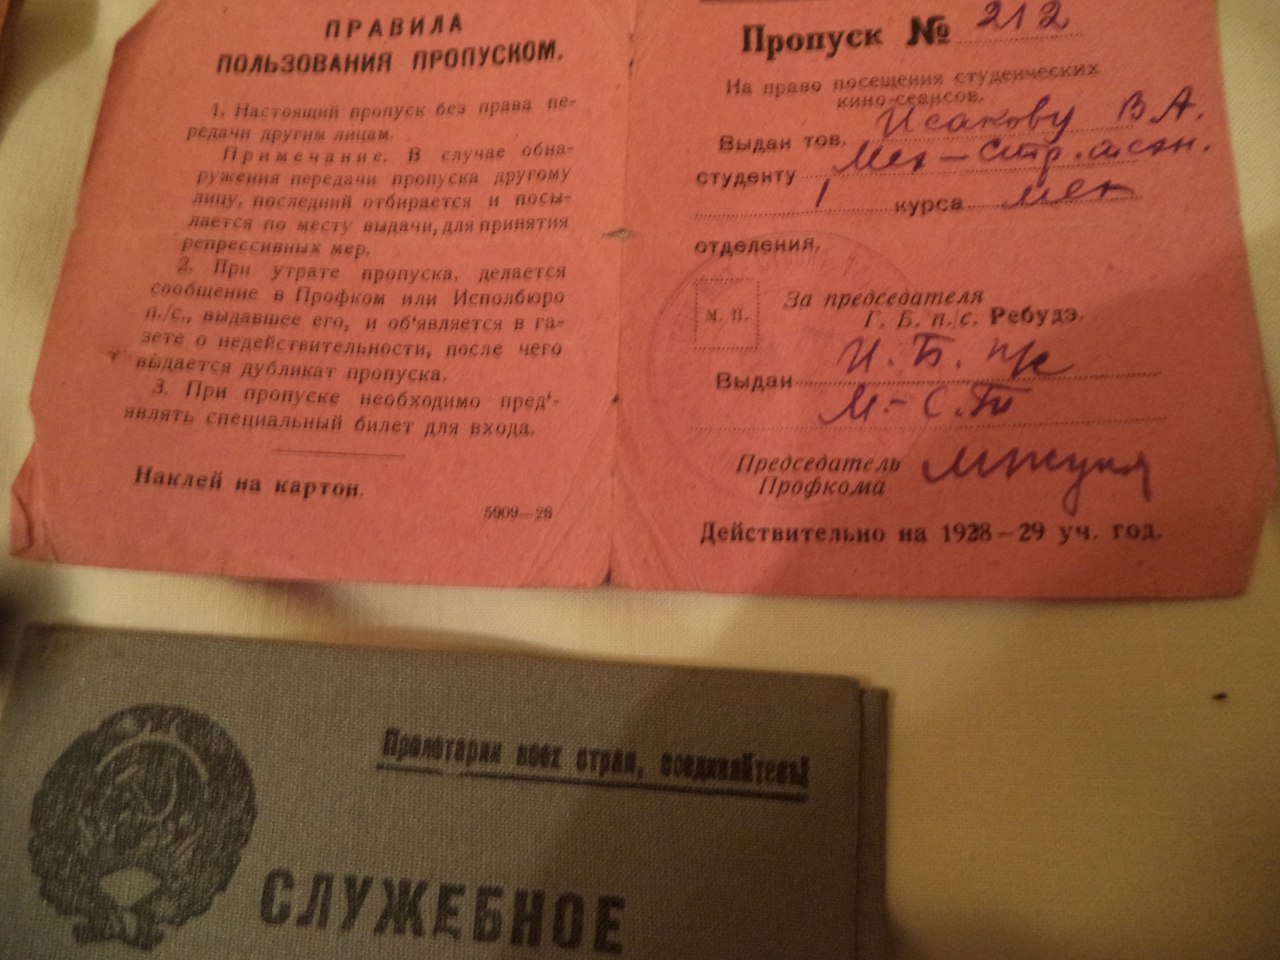 ПРАВИЛА
ПОЛЬЗОВАНИЯ ПРОПУСКОМ.
1. Настоящий пропуск без права пе-
редачи другим лицам.
Примечание. В случае обна-
ружения передачи пропуска другому
лицу, последний отбирается и посы-
лается по месту выдачи, для принятия
репрессивных мер.
2. При утрате пропуска, делается
сообщение в Профком или Исполбюро
п./с., выдавшее его, и об'является в га-
зете о недействительности, после чего
выдается дубликат пропуска.
3. При пропуске необходимо пред'-
являть специальный билет для входа.
Наклей на картон.
5909—28
Пропуск № 212
На право посещения студенческих
кино-сеансов.
Выдан тов. Исакову В А.
студенту Мех-Стр.
1 курса мех
отделения.
М. П.
За председателя
Г. Б. п./с. Ребудэ.
Выдан И. Б. п/с
М.-С.
Председатель
Профкома
Действительно на 1928—29 уч. год.
Пролетарии всех стран, соединяйтесь!
СЛУЖЕБНОЕ